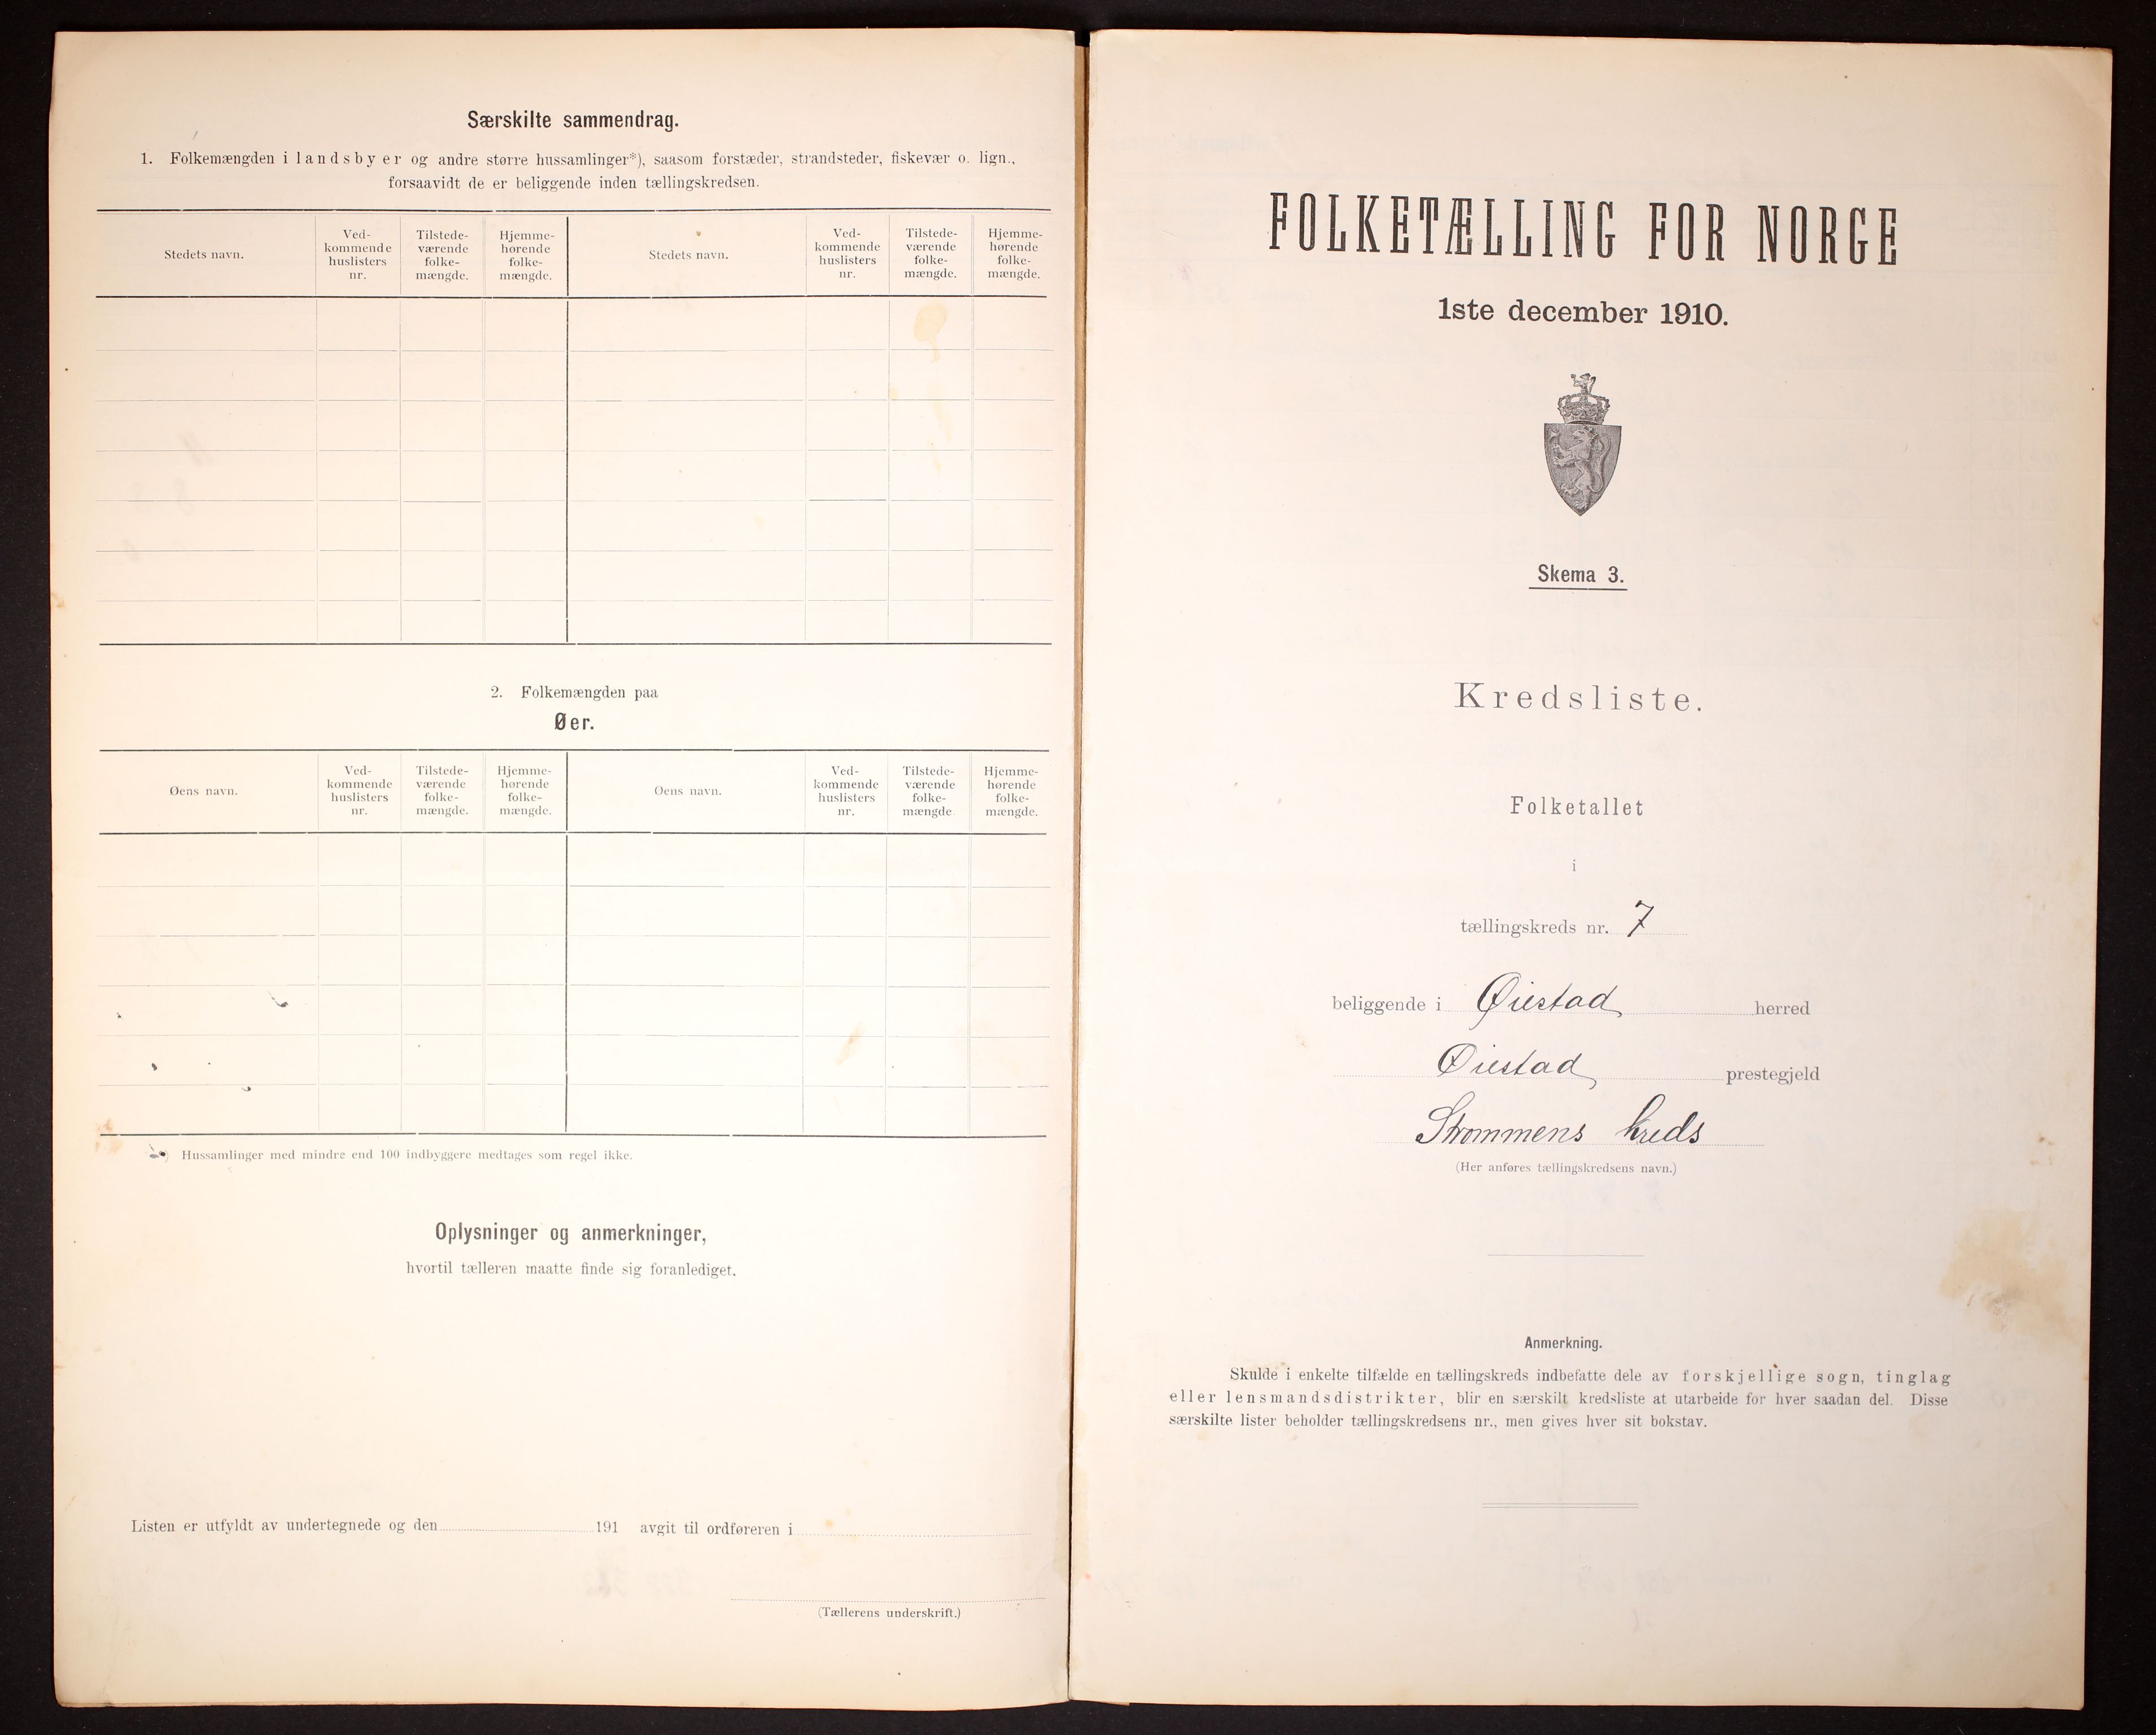 Særskilte sammendrag.
1. Folkemængden i landsbyer og andre større hussamlinger*), saasom forstæder, strandsteder, fiskevær o. lign.,
forsaavidt de er beliggende inden tællingskredsen.
Stedets navn.
Ved-
kommende
huslisters
nr.
Tilstede-
værende
folke-
mængde.
Hjemme-
hørende
folke-
mængde.
Stedets navn.
Ved-
kommende
huslisters
nr.
Tilstede-
værende
folke-
mængde.
Hjemme-
hørende
folke-
mængde.
2. Folkemængden paa
Øer.
Øens navn.
Ved-
kommende
huslisters
nr.
Tilstede-
værende
folke-
mængde.
Hjemme-
hørende
folke-
mængde.
Øens navn.
Ved-
kommende
huslisters
nr.
Tilstede-
værende
folke-
mængde
Hjemme-
hørende
folke-
mængde.
*) Hussamlinger med mindre end 100 indbyggere medtages som regel ikke.
Oplysninger og anmerkninger,
hvortil tælleren maatte finde sig foranlediget.
Listen er utfyldt av undertegnede og den 191 avgit til ordføreren i
(Tællerens underskrift.)
FOLKETÆLLING FOR NORGE
1ste december 1910.
Skema 3.
Kredsliste.
Folketallet
i
tællingskreds nr. 7
beliggende i Øiestad herred
Øiestad prestegjeld
Strømmens kreds
(Her anføres tællingskredsens navn.)
Anmerkning.
Skulde i enkelte tilfælde en tællingskreds indbefatte dele av forskjellige sogn, tinglag
eller lensmandsdistrikter, blir en særskilt kredsliste at utarbeide for hver saadan del. Disse
særskilte lister beholder tællingskredsens nr., men gives hver sit bokstav.